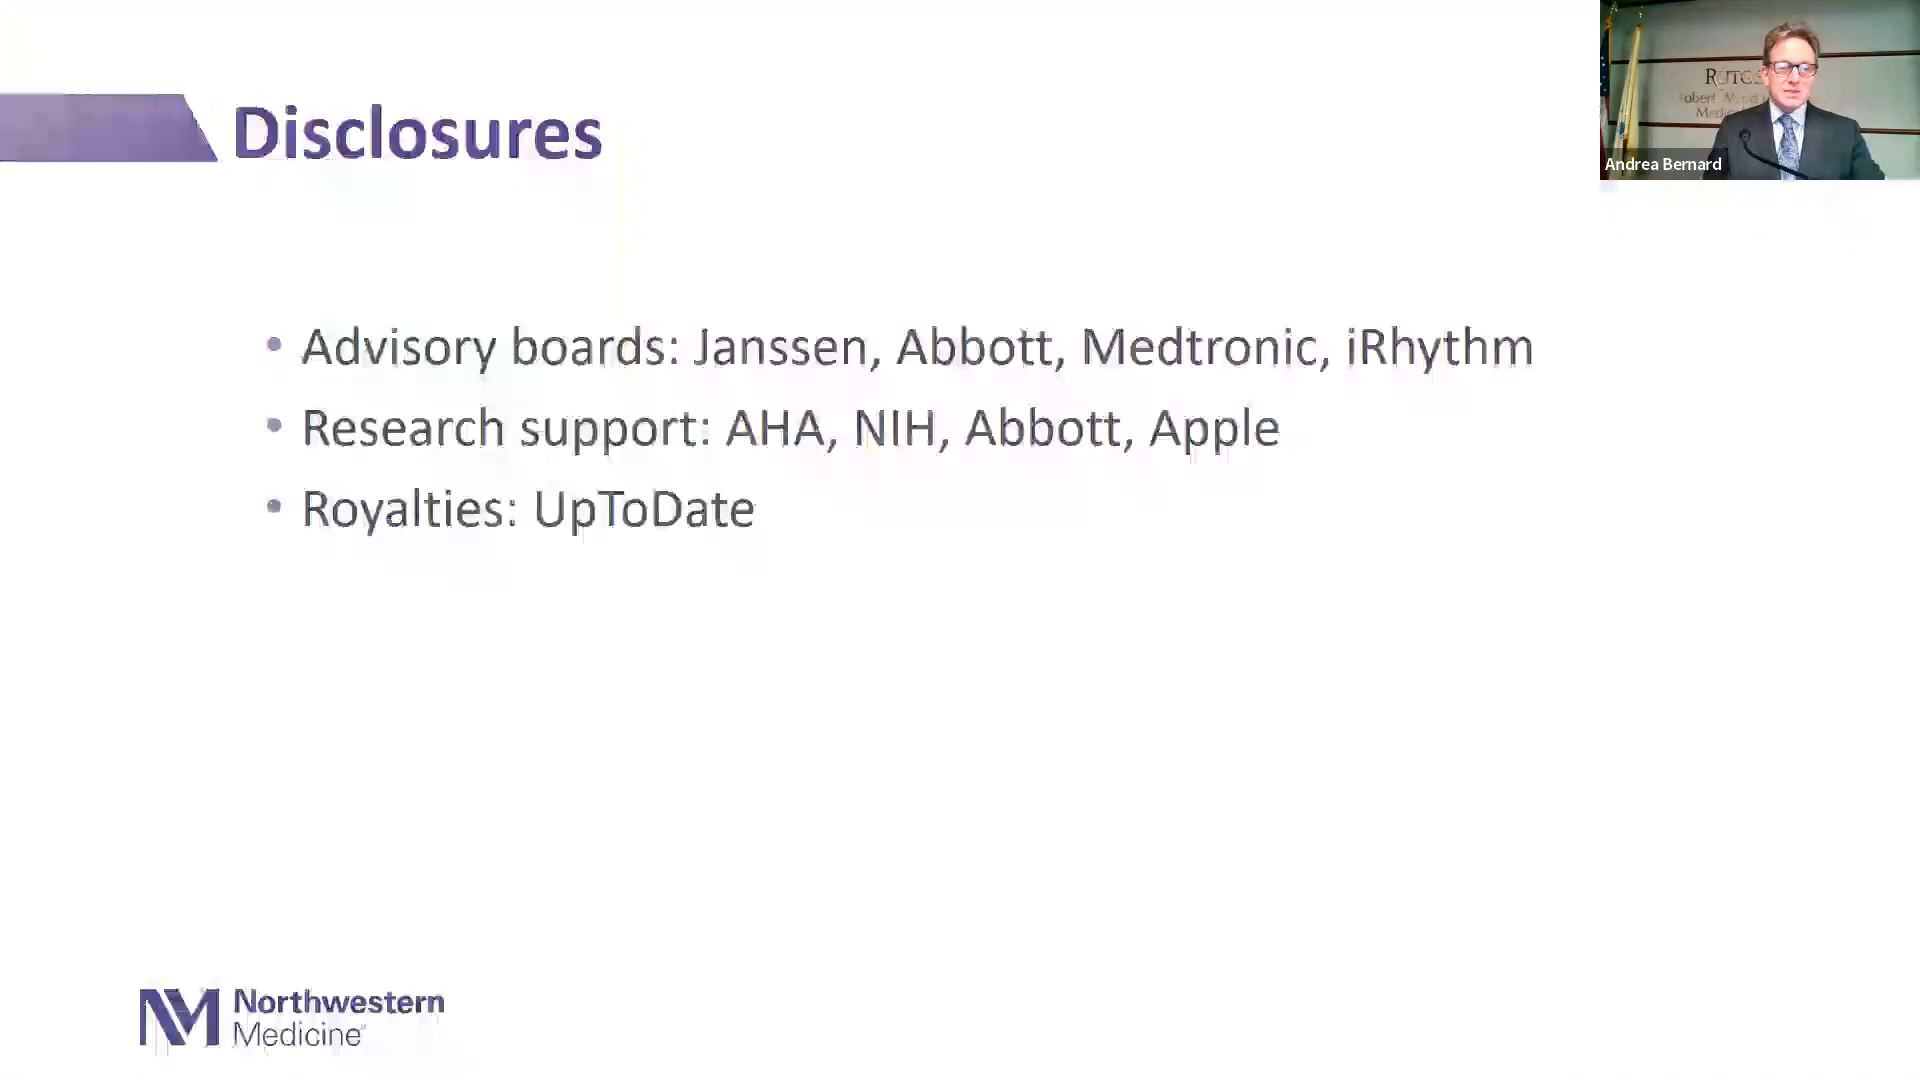 Disclosures
• Advisory boards: Janssen, Abbott, Medtronic, iRhythm
• Research support: AHA, NIH, Abbott, Apple
• Royalties: UpToDate
NM Northwestern
Medicine
Andrea Bernard